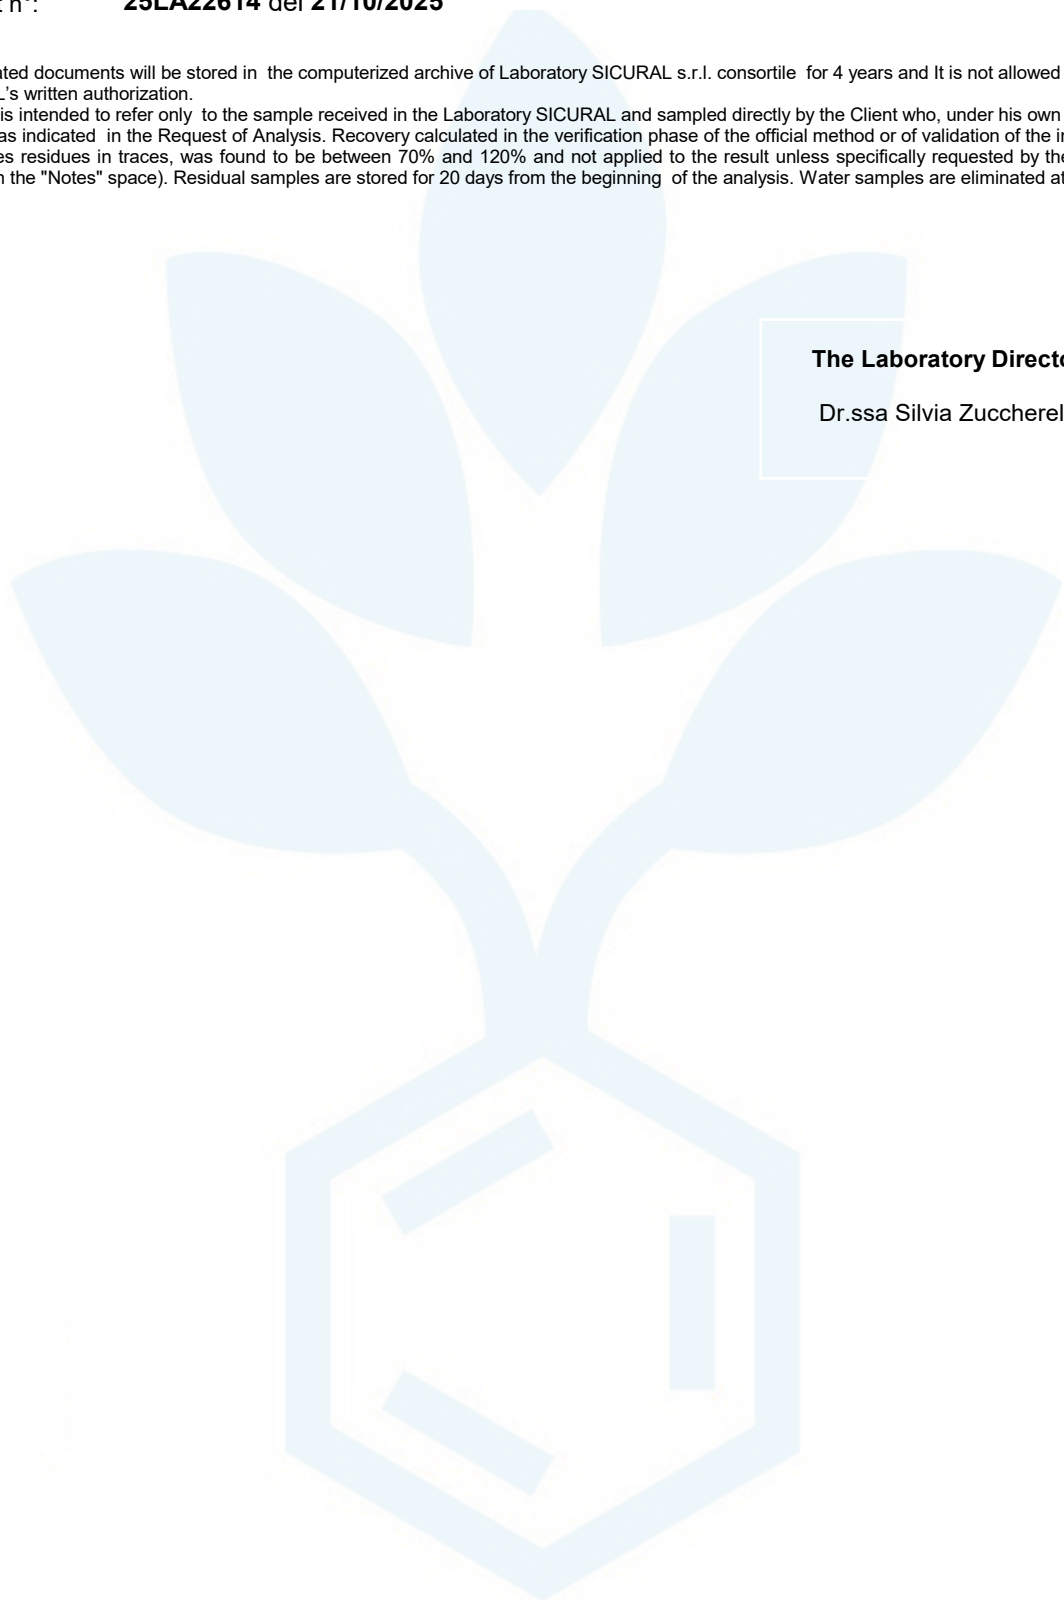 t n°: 25LA22614 del 21/10/2025
ated documents will be stored in the computerized archive of Laboratory SICURAL s.r.l. consortile for 4 years and It is not allowed
L's written authorization.
is intended to refer only to the sample received in the Laboratory SICURAL and sampled directly by the Client who, under his own
as indicated in the Request of Analysis. Recovery calculated in the verification phase of the official method or of validation of the in
es residues in traces, was found to be between 70% and 120% and not applied to the result unless specifically requested by the
n the "Notes" space). Residual samples are stored for 20 days from the beginning of the analysis. Water samples are eliminated at
The Laboratory Directo
Dr.ssa Silvia Zuccherel